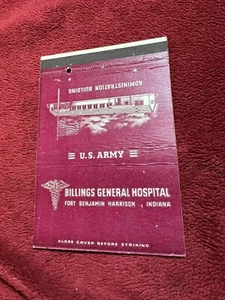 ADMINISTRATION BUILDING
U.S. ARMY
BILLINGS GENERAL HOSPITAL
FORT BENJAMIN HARRISON, INDIANA
CLOSE COVER BEFORE STRIKING